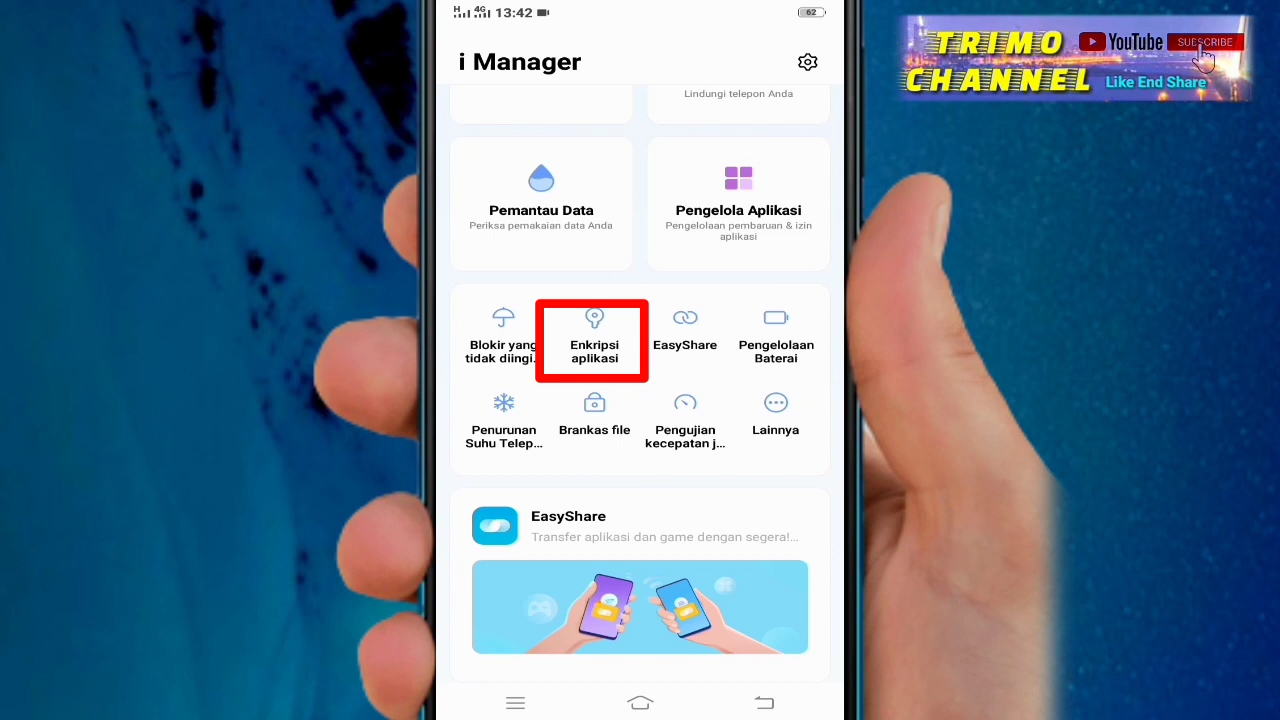 H 4G 13:42
62
TRIMO
CHANNEL
YouTube
SUBSCRIBE
Like End Share
i Manager
Lindungi telepon Anda
Pemantau Data
Periksa pemakaian data Anda
Pengelola Aplikasi
Pengelolaan pembaruan & izin
aplikasi
Blokir yang
tidak diingi...
Enkripsi
aplikasi
EasyShare
Pengelolaan
Baterai
Penurunan
Suhu Telep...
Brankas file
Pengujian
kecepatan j...
Lainnya
EasyShare
Transfer aplikasi dan game dengan segera!...